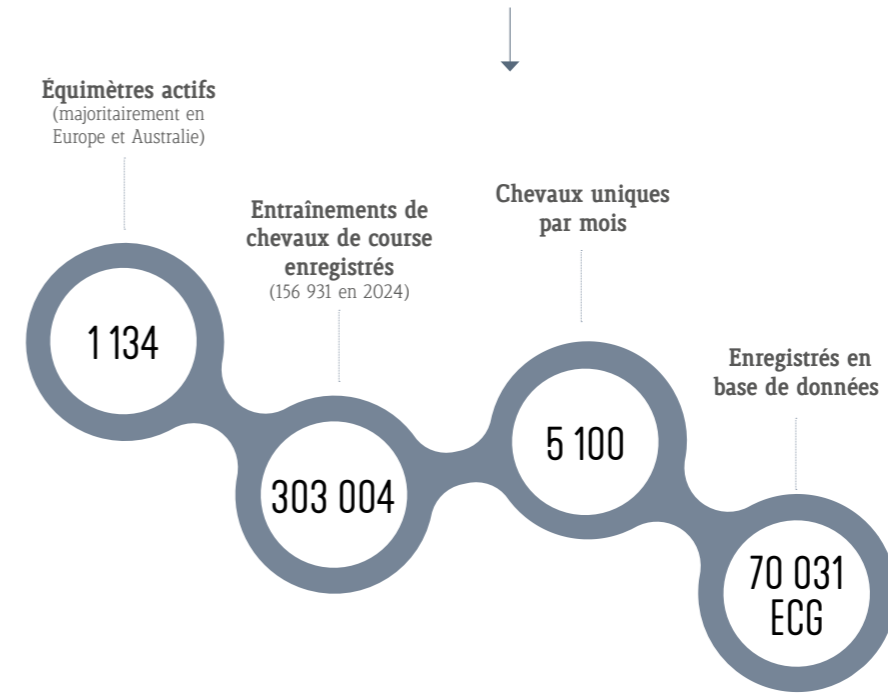 Équimètres actifs
(majoritairement en
Europe et Australie)
1 134
Entraînements de
chevaux de course
enregistrés
(156 931 en 2024)
303 004
Chevaux uniques
par mois
5 100
Enregistrés en
base de données
70 031
ECG